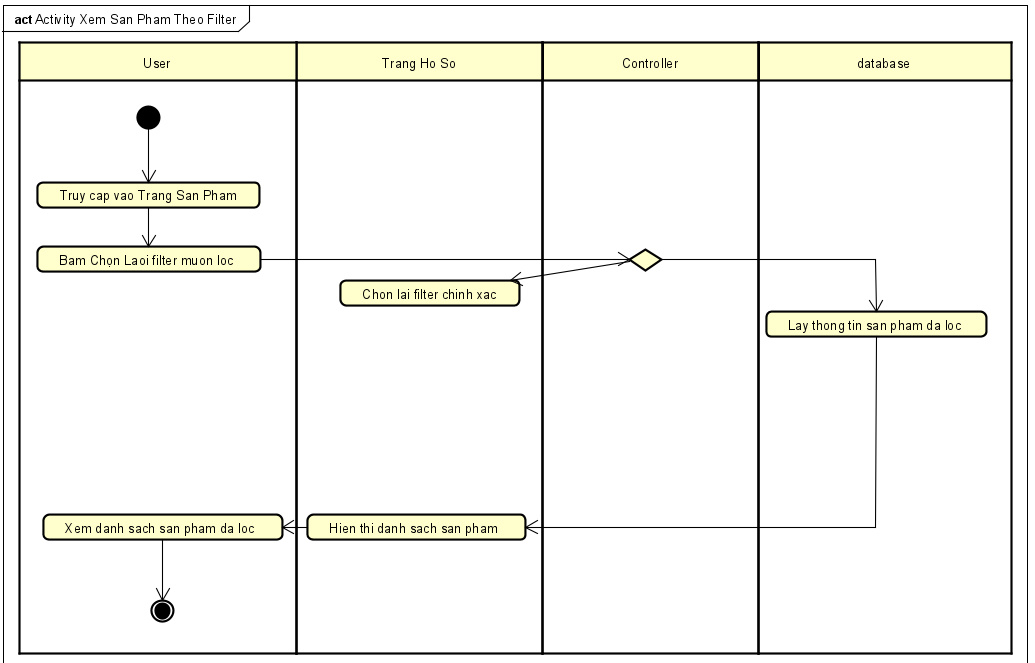 act Activity Xem San Pham Theo Filter
User
Trang Ho So
Controller
database
Truy cap vao Trang San Pham
Bam Chọn Laoi filter muon loc
Chon lai filter chinh xac
Lay thong tin san pham da loc
Xem danh sach san pham da loc
Hien thi danh sach san pham